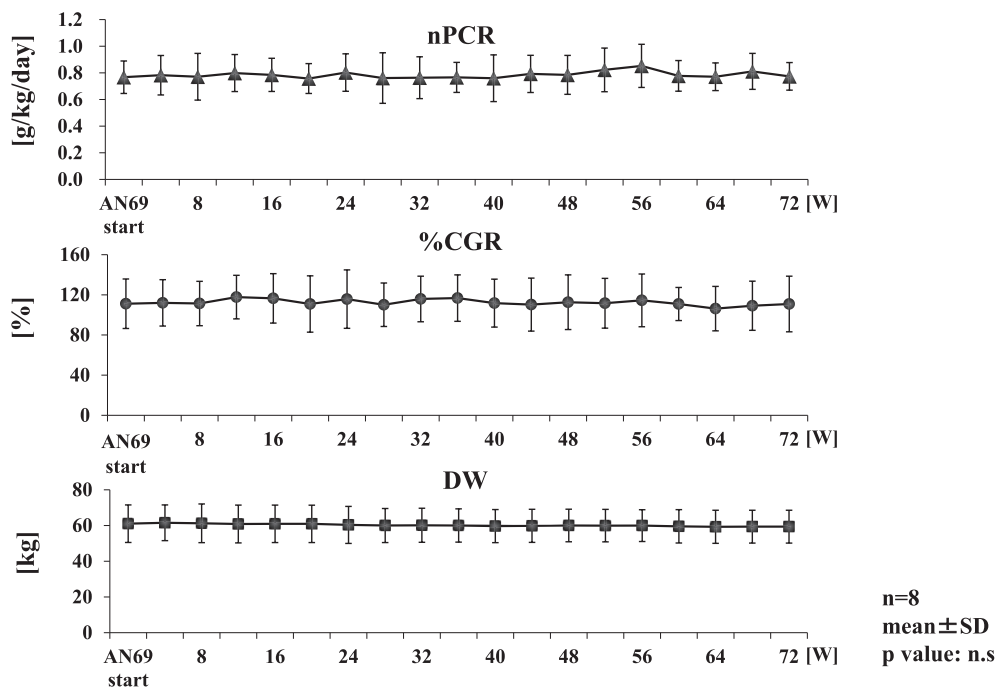 nPCR
[g/kg/day]
1.2
1.0
0.8
0.6
0.4
0.2
0.0
AN69 8 16 24 32 40 48 56 64 72 [W]
start
%CGR
[%]
160
120
80
40
0
AN69 8 16 24 32 40 48 56 64 72 [W]
start
DW
[kg]
80
60
40
20
0
AN69 8 16 24 32 40 48 56 64 72 [W]
start
n=8
mean±SD
p value: n.s